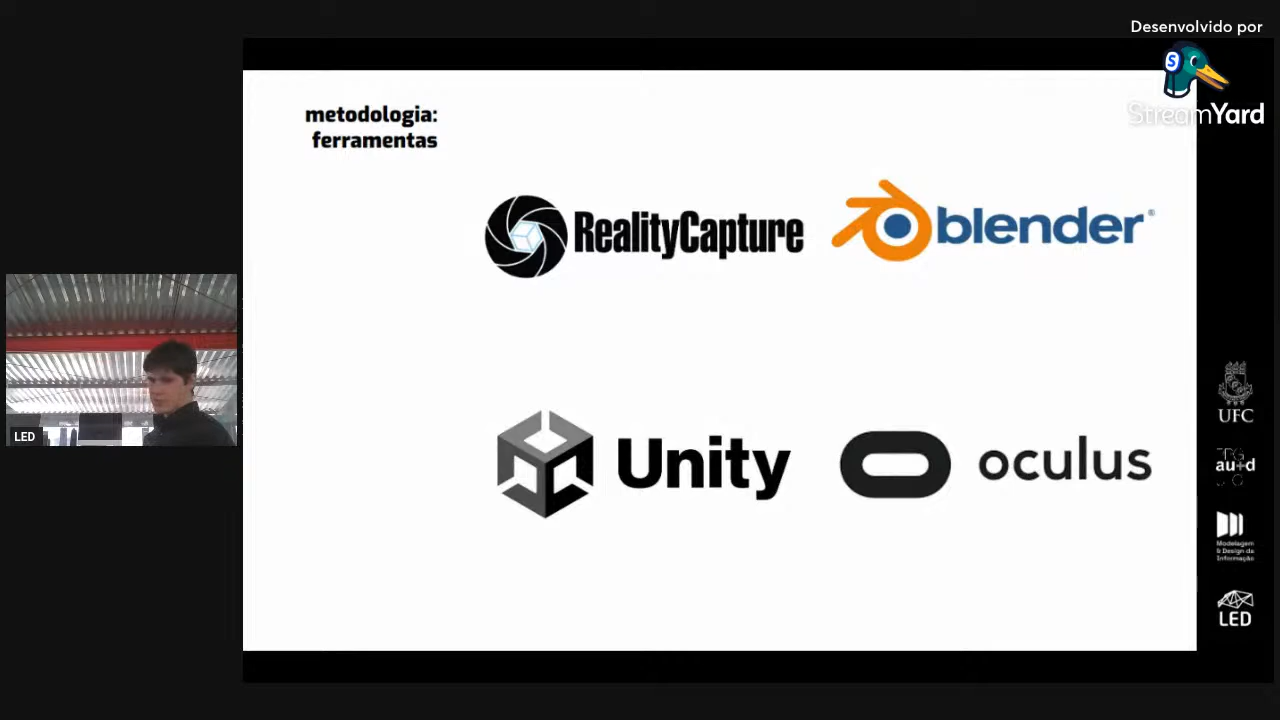 Desenvolvido por
StreamYard
metodologia:
ferramentas
RealityCapture
blender®
Unity
oculus
LED
UFC
au+d
Modelagem
& Design da
Informação
LED